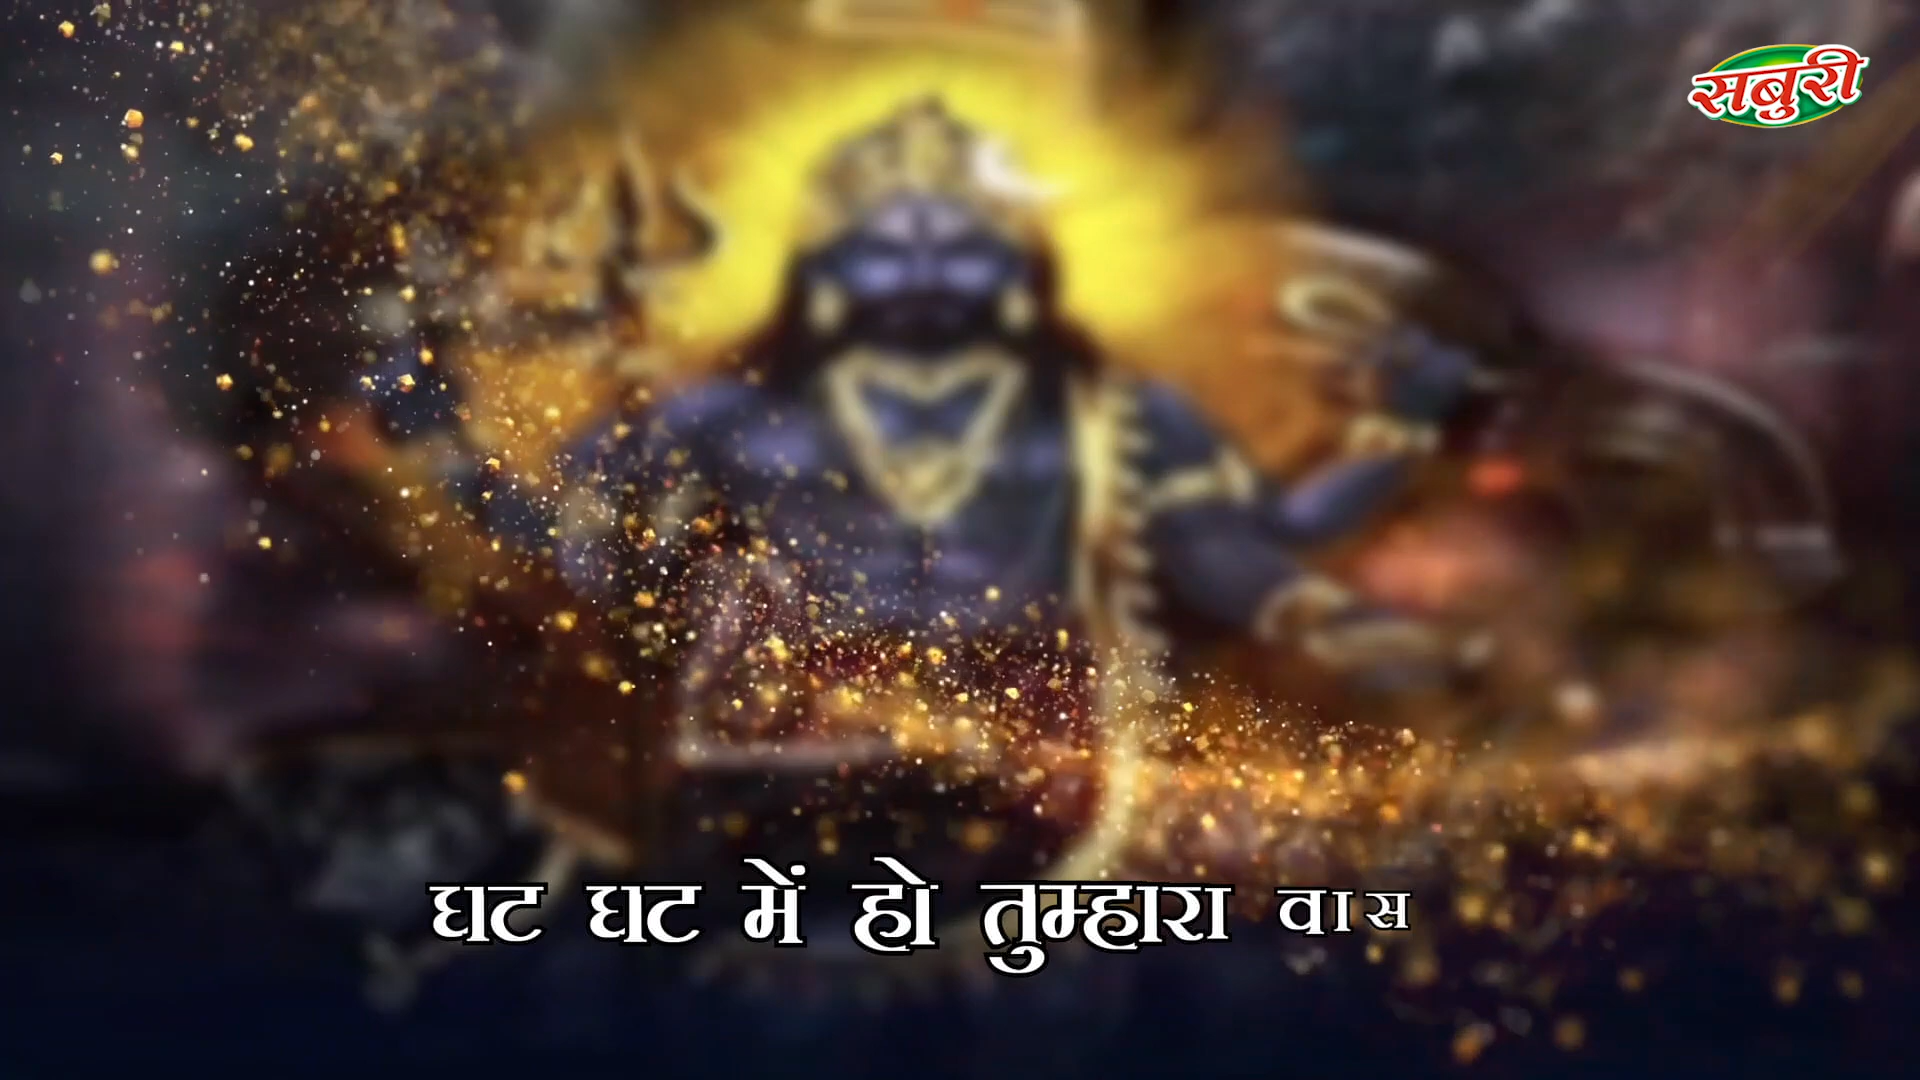 सबुरी
घट घट में हो तुम्हारा वास